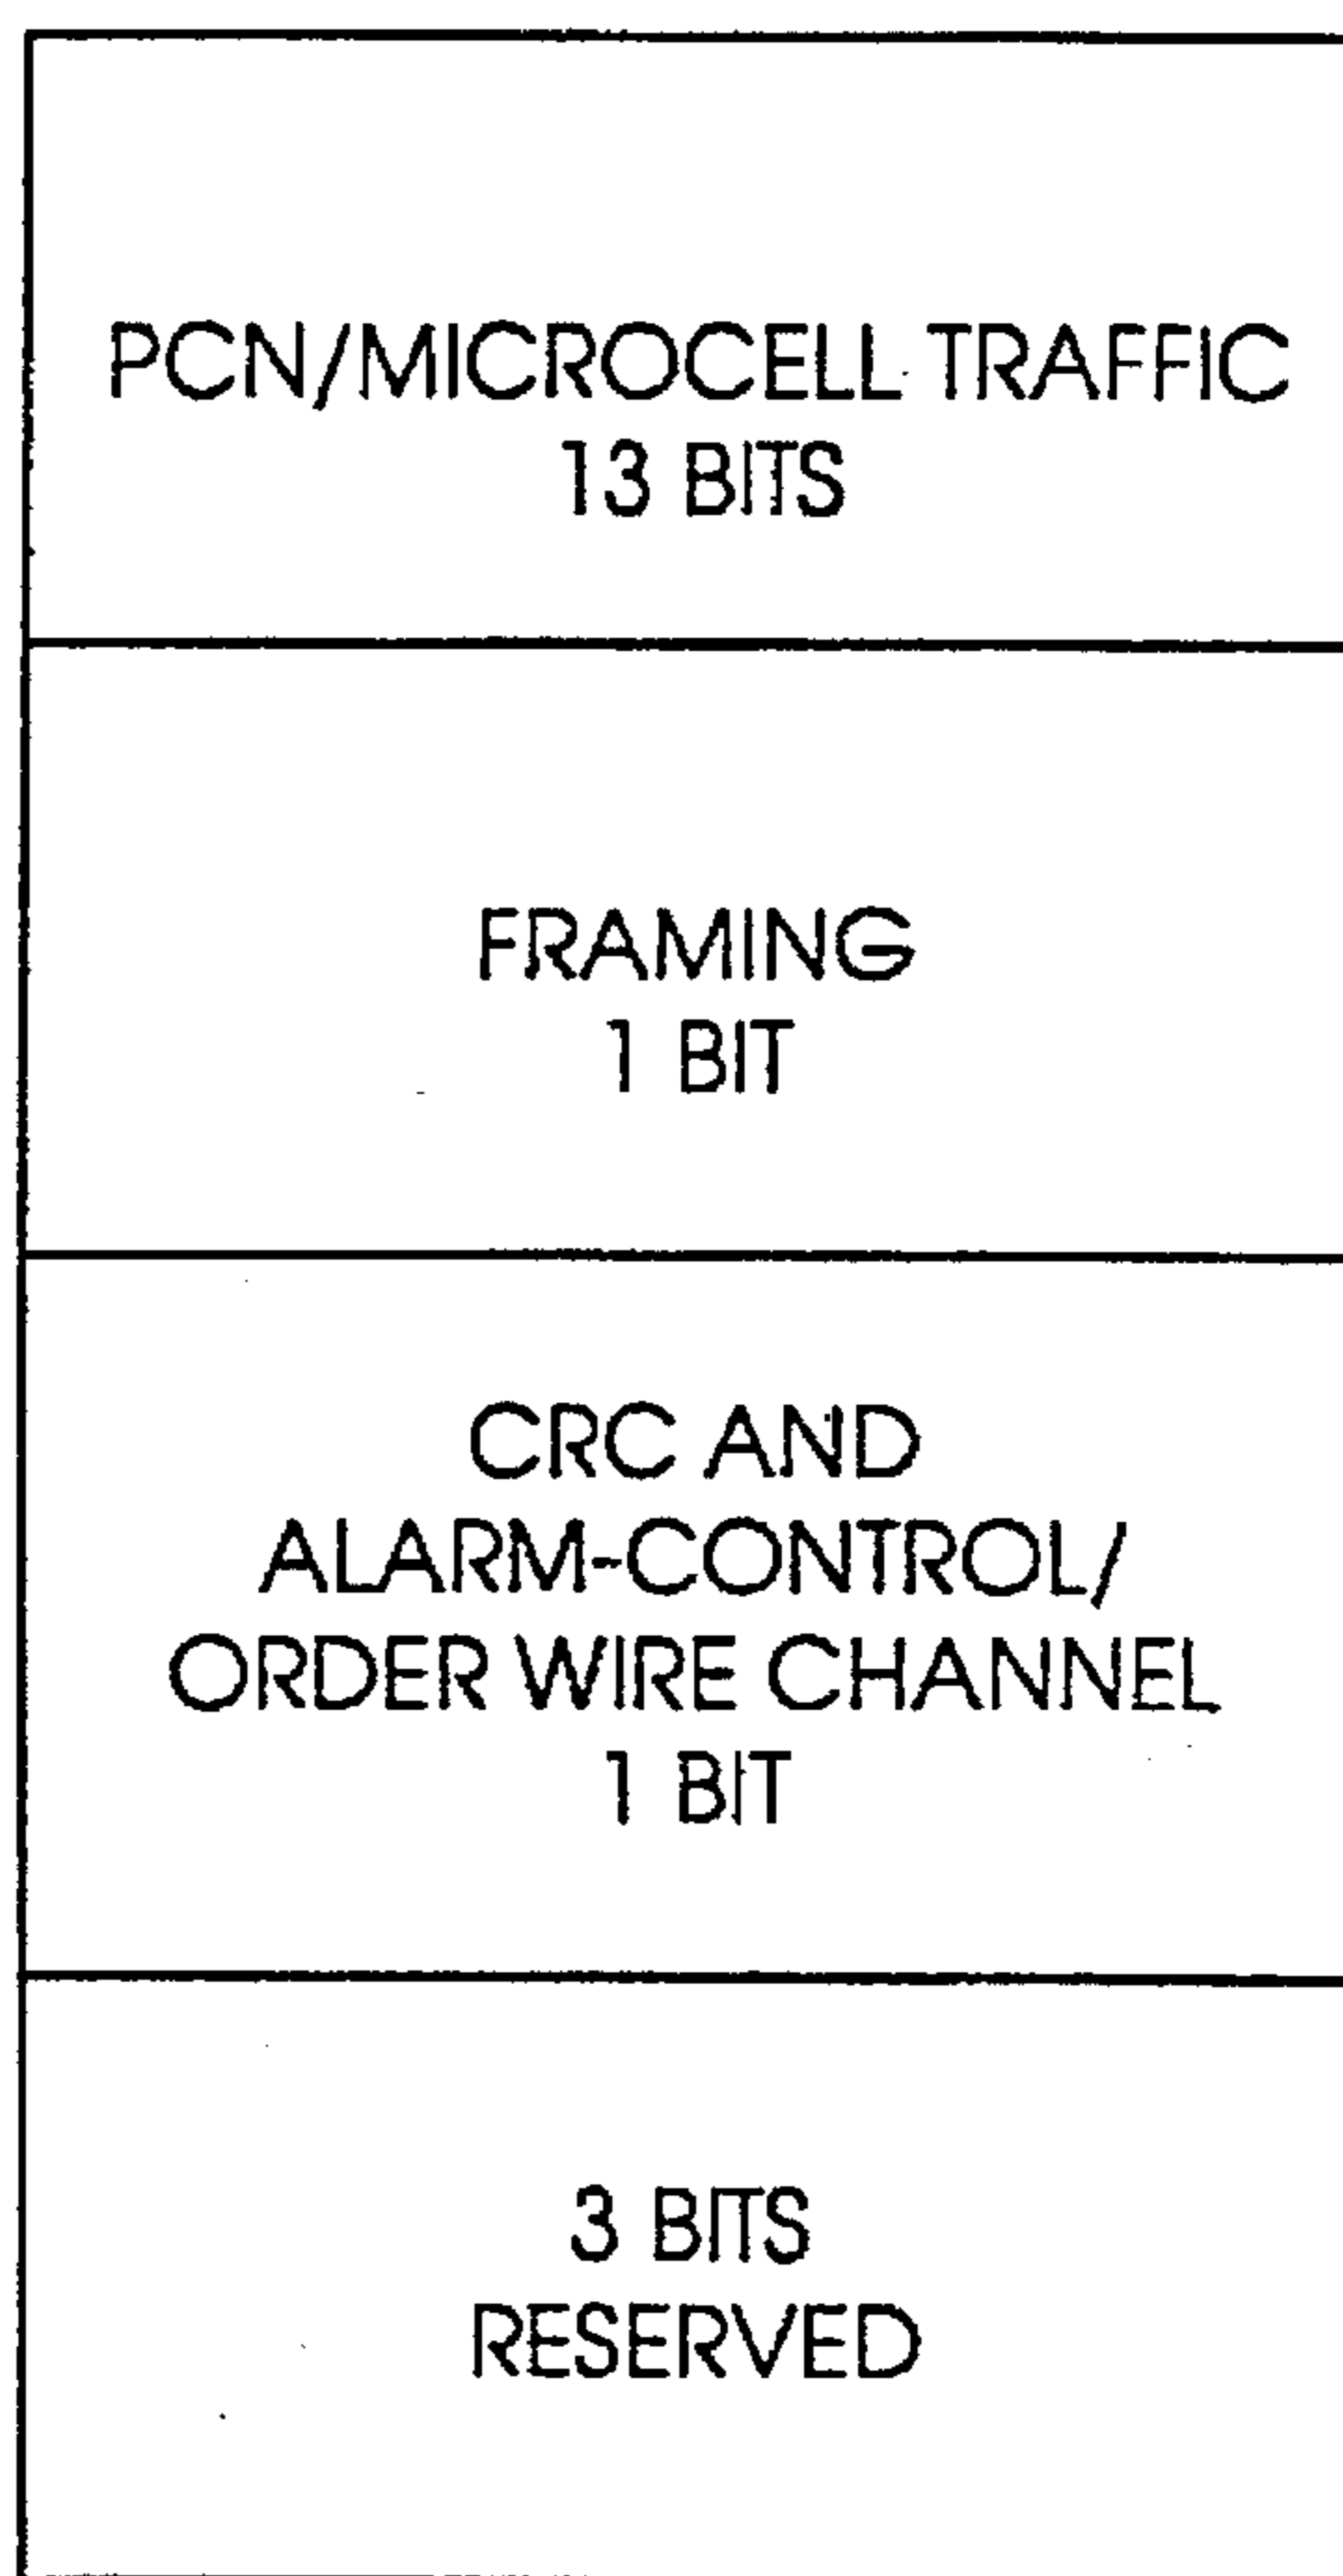 PCN/MICROCELL TRAFFIC
13 BITS
FRAMING
1 BIT
CRC AND
ALARM-CONTROL/
ORDER WIRE CHANNEL
1 BIT
3 BITS
RESERVED